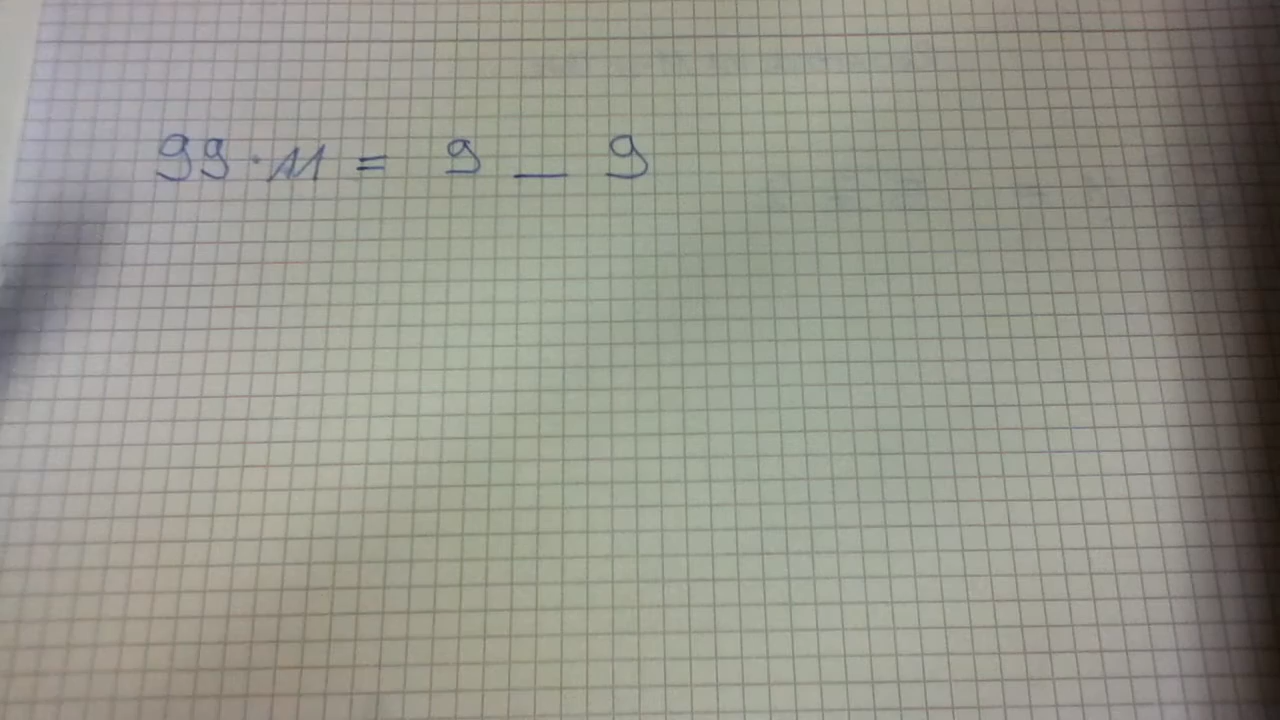 99 · 11 = 9 _ 9